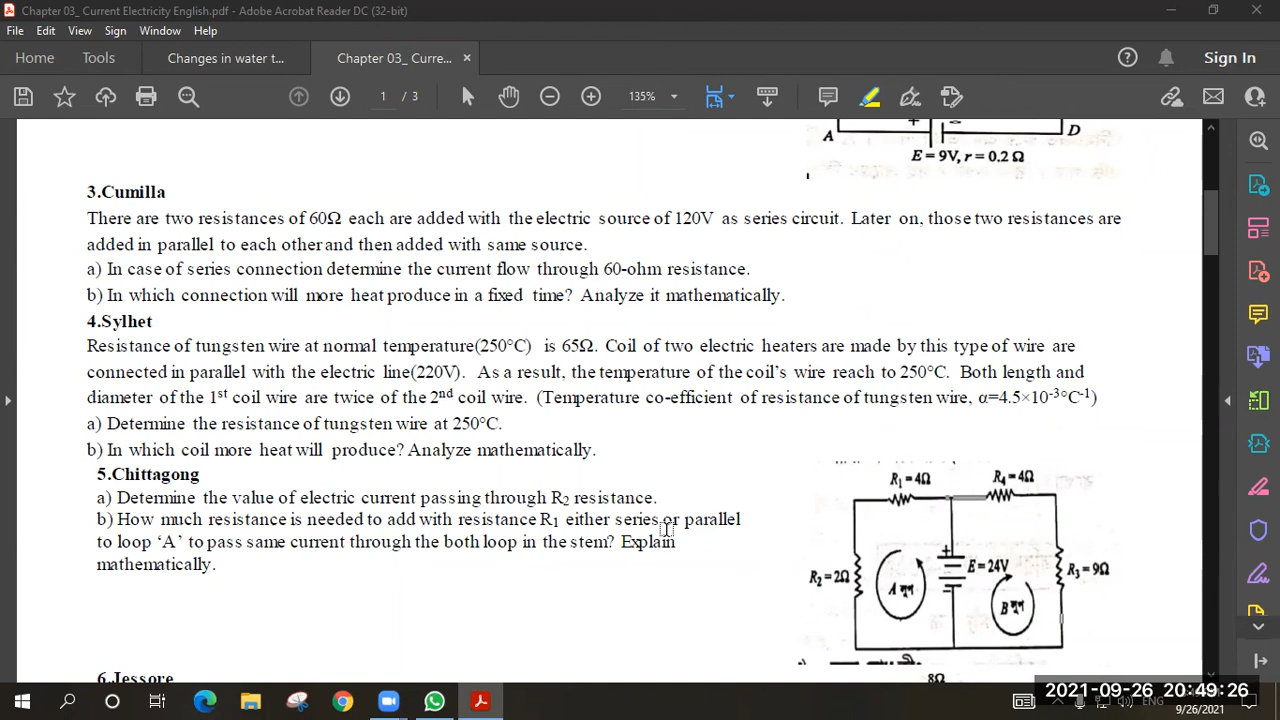 Chapter 03_ Current Electricity English.pdf - Adobe Acrobat Reader DC (32-bit)
File Edit View Sign Window Help
Home Tools Changes in water t... Chapter 03_ Curre... × Sign In
1 / 3 135%
A + − D
E = 9V, r = 0.2 Ω
3.Cumilla
There are two resistances of 60Ω each are added with the electric source of 120V as series circuit. Later on, those two resistances are
added in parallel to each other and then added with same source.
a) In case of series connection determine the current flow through 60-ohm resistance.
b) In which connection will more heat produce in a fixed time? Analyze it mathematically.
4.Sylhet
Resistance of tungsten wire at normal temperature(250°C) is 65Ω. Coil of two electric heaters are made by this type of wire are
connected in parallel with the electric line(220V). As a result, the temperature of the coil's wire reach to 250°C. Both length and
diameter of the 1st coil wire are twice of the 2nd coil wire. (Temperature co-efficient of resistance of tungsten wire, α=4.5×10-3°C-1)
a) Determine the resistance of tungsten wire at 250°C.
b) In which coil more heat will produce? Analyze mathematically.
5.Chittagong
a) Determine the value of electric current passing through R2 resistance.
b) How much resistance is needed to add with resistance R1 either series or parallel
to loop ‘A’ to pass same current through the both loop in the stem? Explain
mathematically.
R1 = 4Ω R4 = 4Ω
+
R2 = 2Ω A লুপ E = 24V B লুপ R3 = 9Ω
−
6.Jessore
8Ω
2021-09-26 20:49:26
ENG
9/26/2021